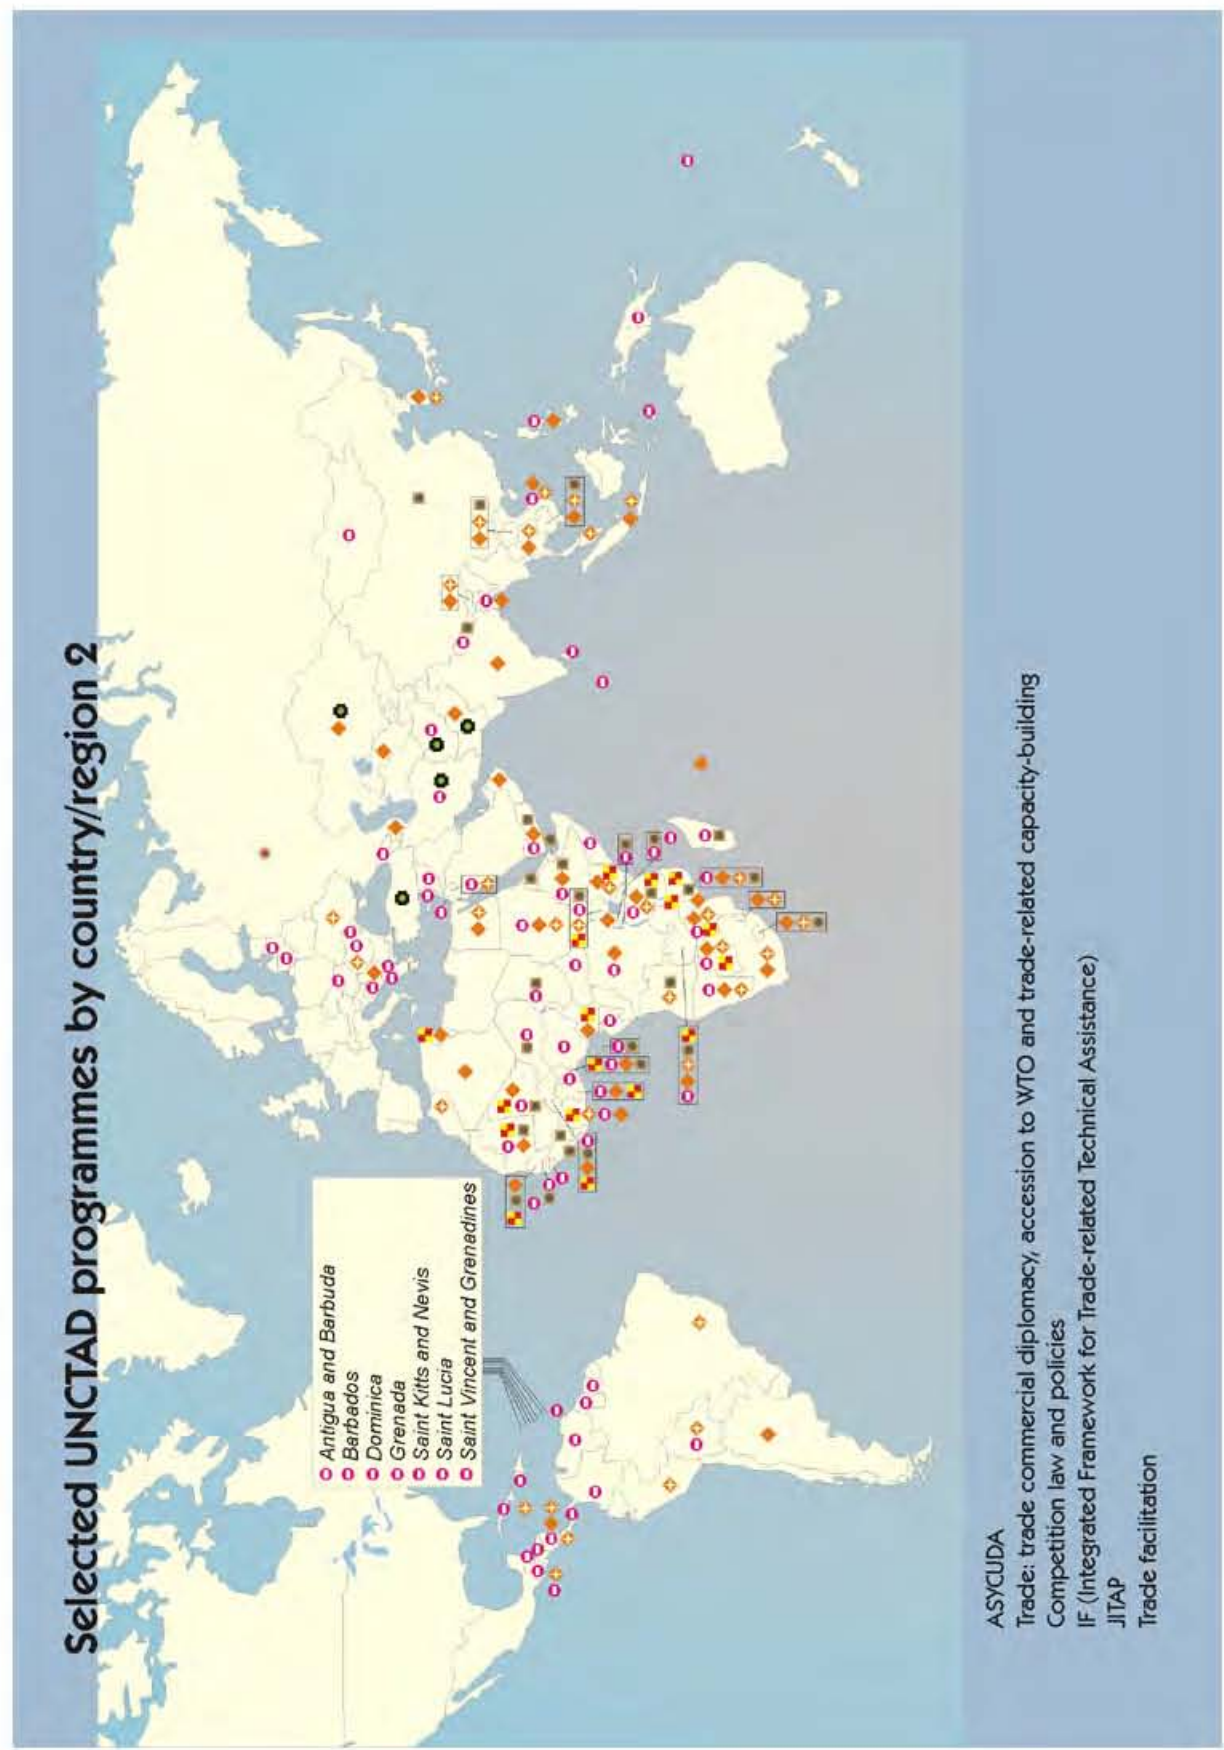 Selected UNCTAD programmes by country/region 2
Antigua and Barbuda
Barbados
Dominica
Grenada
Saint Kitts and Nevis
Saint Lucia
Saint Vincent and Grenadines
ASYCUDA
Trade: trade commercial diplomacy, accession to WTO and trade-related capacity-building
Competition law and policies
IF (Integrated Framework for Trade-related Technical Assistance)
JITAP
Trade facilitation